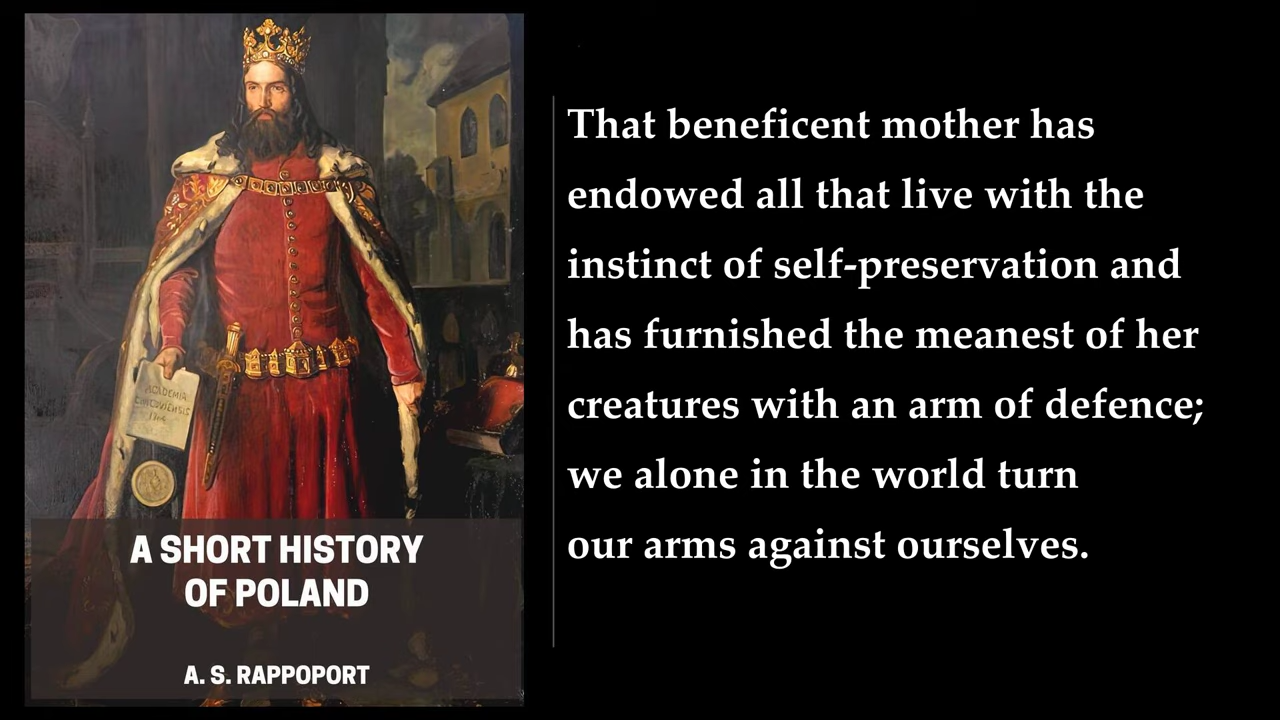 ACADEMIA
A SHORT HISTORY
OF POLAND
A. S. RAPPOPORT
That beneficent mother has
endowed all that live with the
instinct of self-preservation and
has furnished the meanest of her
creatures with an arm of defence;
we alone in the world turn
our arms against ourselves.